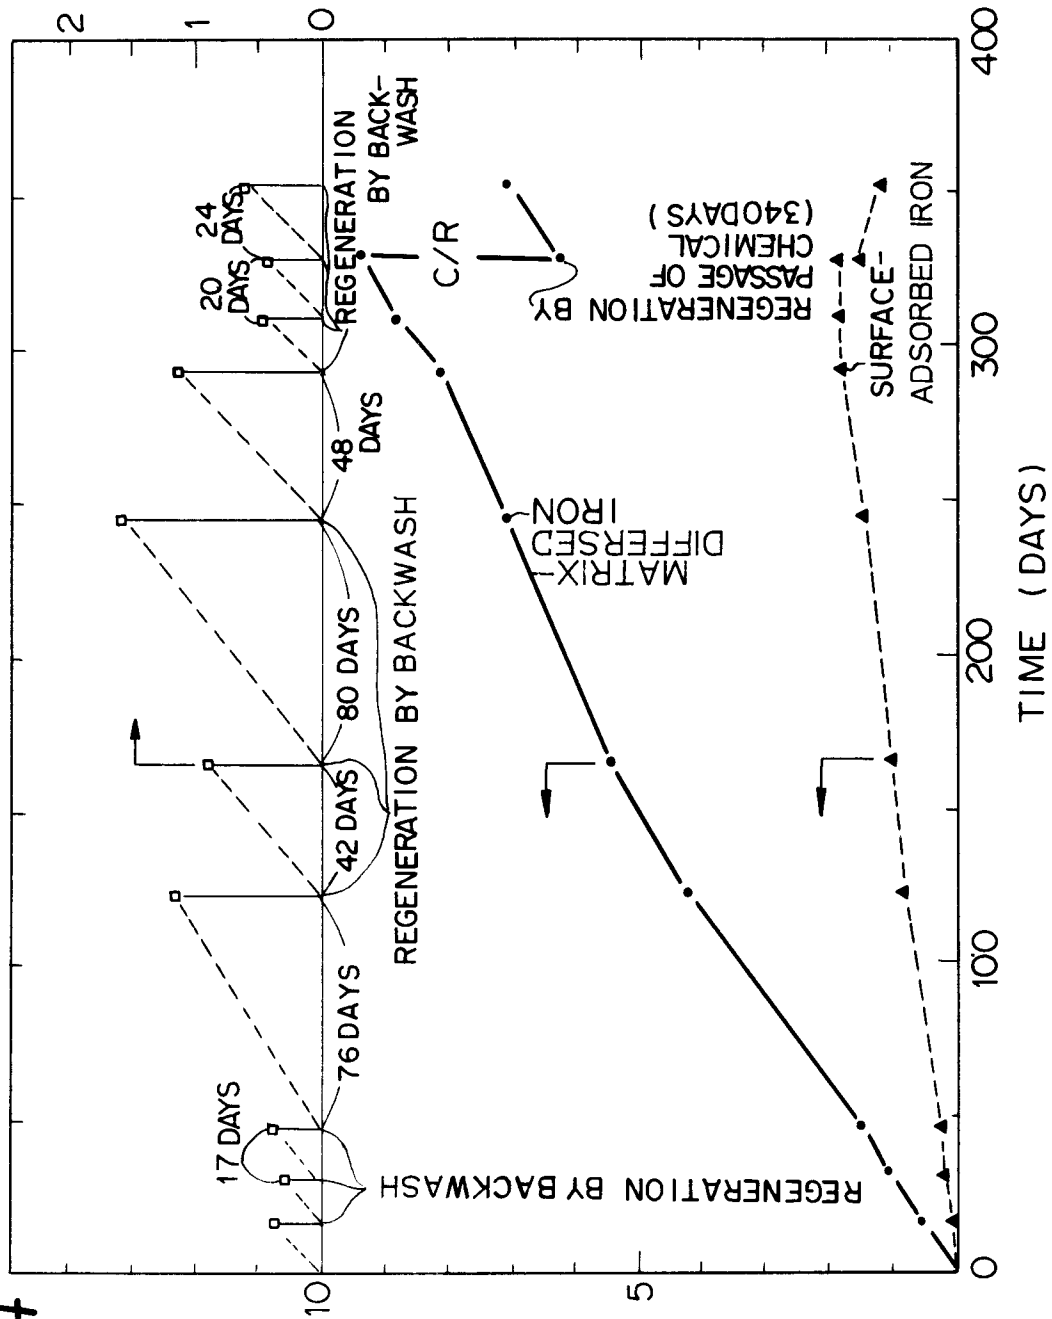 2
1
0
10
5
0
100
200
300
400
TIME (DAYS)
17 DAYS
76 DAYS
42 DAYS
80 DAYS
48
DAYS
20
DAYS
24
DAYS
REGENERATION BY BACKWASH
REGENERATION BY BACKWASH
REGENERATION
BY BACK-
WASH
C/R
REGENERATION BY
PASSAGE OF
CHEMICAL
(340DAYS)
MATRIX-
DIFFERSED
IRON
SURFACE-
ADSORBED IRON